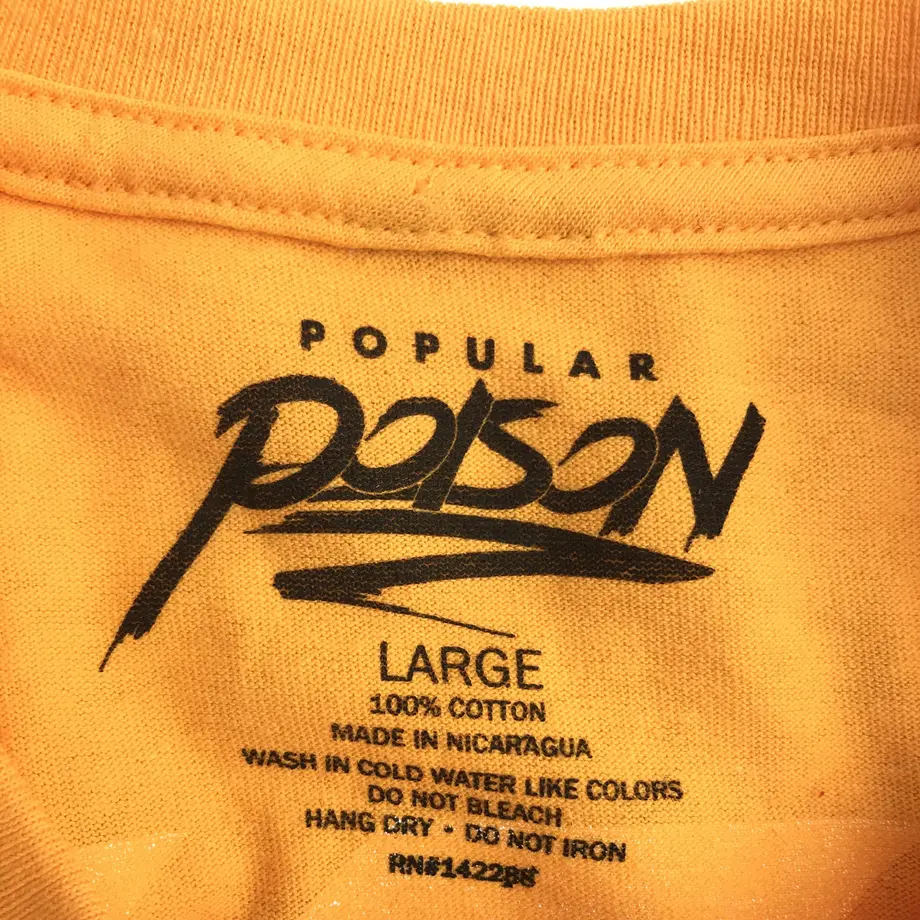 POPULAR
POISON
LARGE
100% COTTON
MADE IN NICARAGUA
WASH IN COLD WATER LIKE COLORS
DO NOT BLEACH
HANG DRY • DO NOT IRON